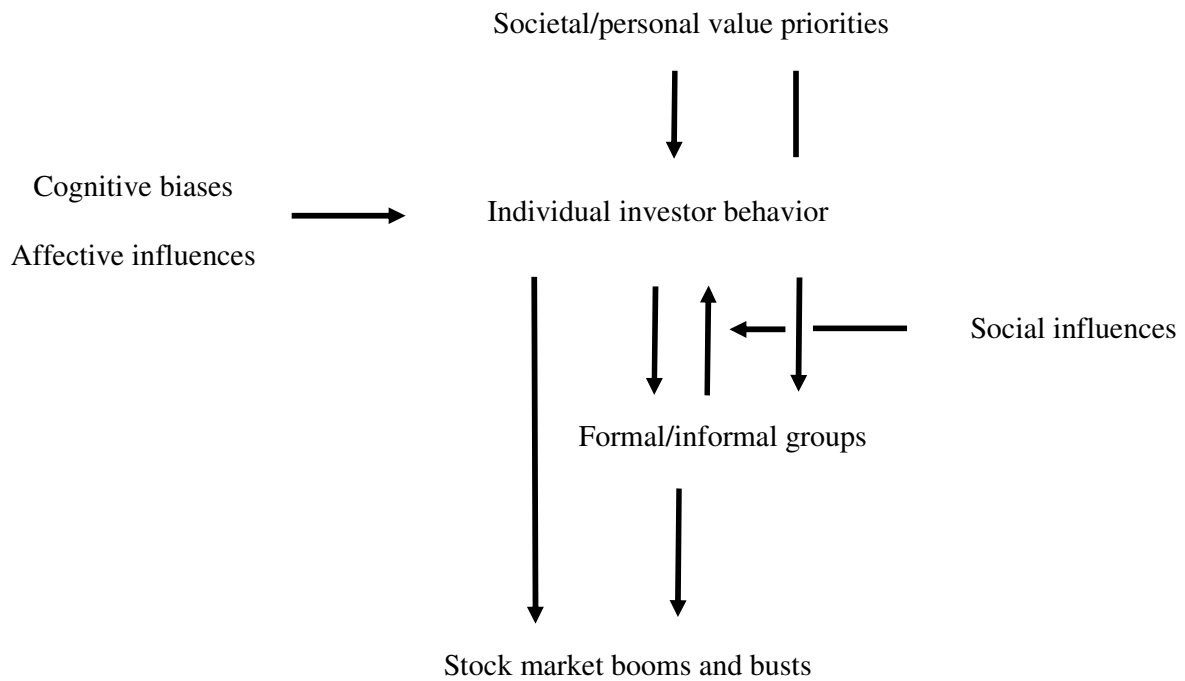 Societal/personal value priorities
Cognitive biases
Individual investor behavior
Affective influences
Social influences
Formal/informal groups
Stock market booms and busts